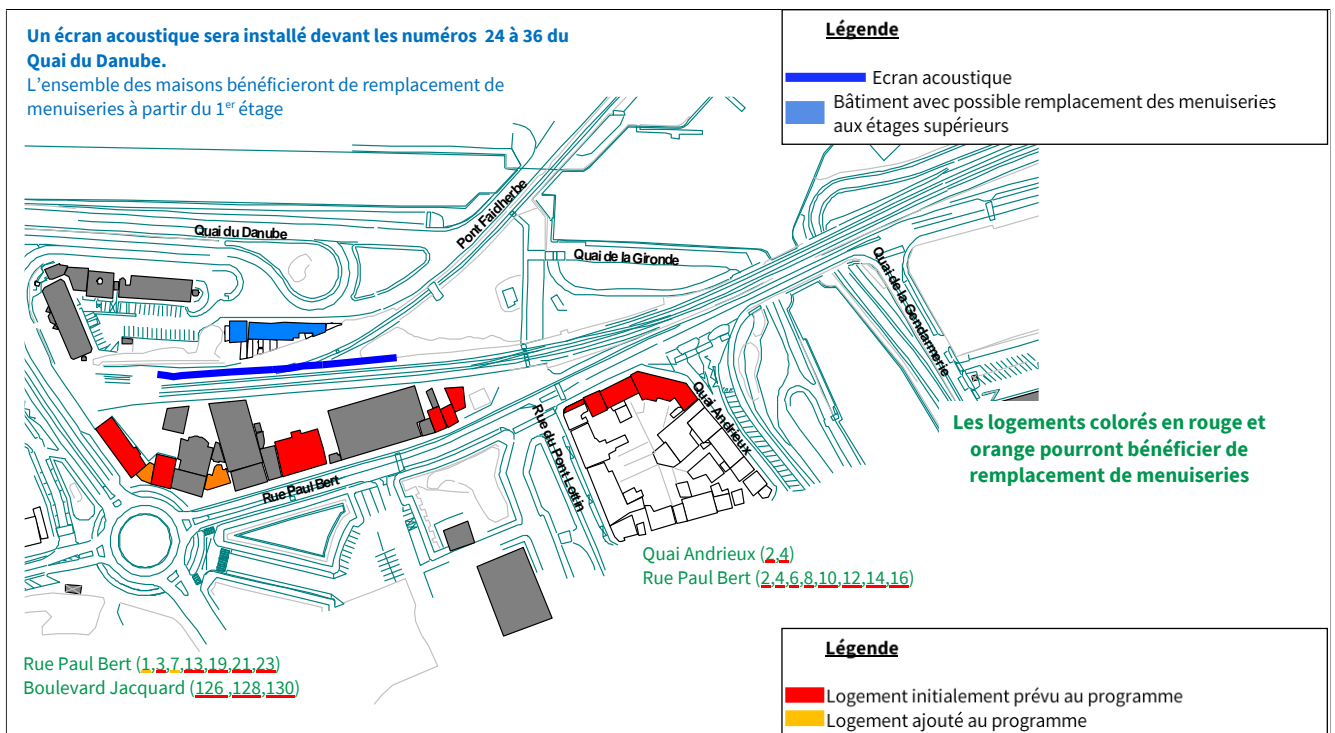 Un écran acoustique sera installé devant les numéros 24 à 36 du
Quai du Danube.
L'ensemble des maisons bénéficieront de remplacement de
menuiseries à partir du 1er étage
Légende
Ecran acoustique
Bâtiment avec possible remplacement des menuiseries
aux étages supérieurs
Pont Faidherbe
Quai du Danube
Quai de la Gironde
Quai de la Gendarmerie
Quai Andrieux
Rue du Pont Lottin
Rue Paul Bert
Les logements colorés en rouge et
orange pourront bénéficier de
remplacement de menuiseries
Quai Andrieux (2,4)
Rue Paul Bert (2,4,6,8,10,12,14,16)
Rue Paul Bert (1,3,7,13,19,21,23)
Boulevard Jacquard (126 ,128,130)
Légende
Logement initialement prévu au programme
Logement ajouté au programme